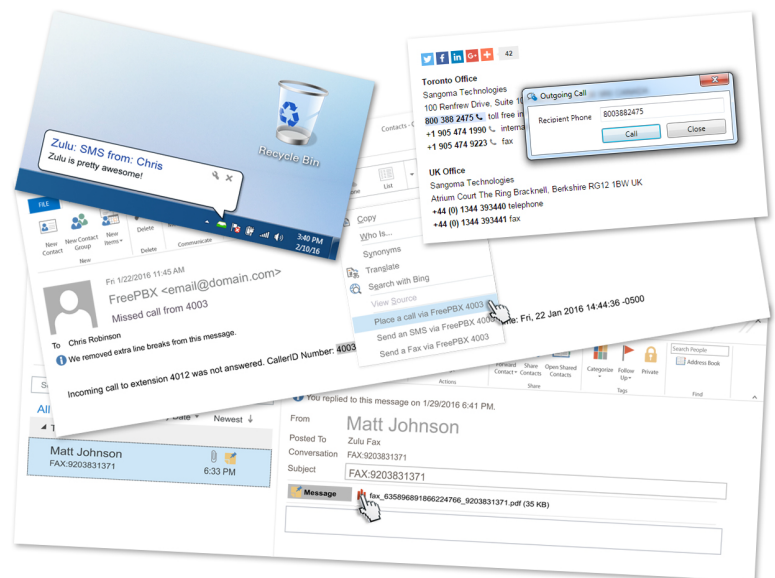 Zulu: SMS from: Chris
Zulu is pretty awesome!
Recycle Bin
3:40 PM
2/10/16
42
Toronto Office
Sangoma Technologies
100 Renfrew Drive, Suite
800 388 2475 toll free in
+1 905 474 1990
+1 905 474 9223 fax
UK Office
Sangoma Technologies
Atrium Court The Ring Bracknell, Berkshire RG12 1BW UK
+44 (0) 1344 393440 telephone
+44 (0) 1344 393441 fax
Outgoing Call
Recipient Phone 8003882475
Call Close
Contacts - C
List
FILE
New Contact
New Contact Group
New Items
Delete
New Delete Communicate
Fri 1/22/2016 11:45 AM
FreePBX <email@domain.com>
Missed call from 4003
To Chris Robinson
We removed extra line breaks from this message.
Incoming call to extension 4012 was not answered. CallerID Number: 4003
Fri, 22 Jan 2016 14:44:36 -0500
Copy
Who Is...
Synonyms
Translate
Search with Bing
View Source
Place a call via FreePBX 4003
Send an SMS via FreePBX 4003
Send a Fax via FreePBX 4003
Forward Contact
Share Contacts
Open Shared Contacts
Categorize
Follow Up
Private
Search People
Address Book
Actions Share Tags Find
All
Date Newest ↓
Matt Johnson
FAX:9203831371
6:33 PM
You replied to this message on 1/29/2016 6:41 PM.
From Matt Johnson
Posted To Zulu Fax
Conversation FAX:9203831371
Subject FAX:9203831371
Message fax_635896891866224766_9203831371.pdf (35 KB)